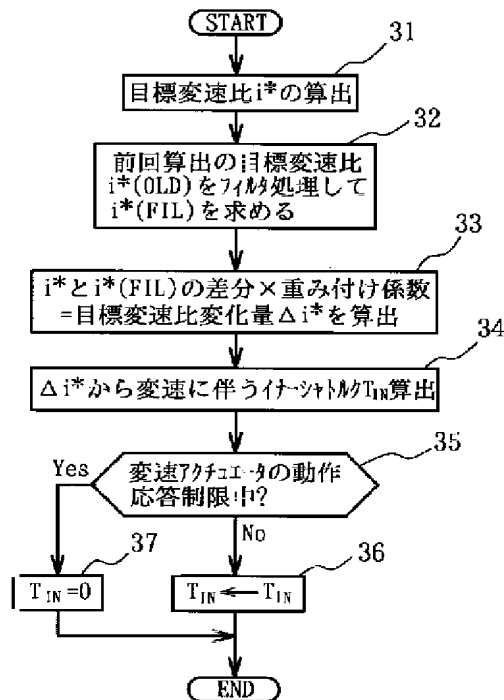 START
31
目標変速比i*の算出
32
前回算出の目標変速比
i*(OLD)をフィルタ処理して
i*(FIL)を求める
33
i*とi*(FIL)の差分×重み付け係数
=目標変速比変化量Δi*を算出
34
Δi*から変速に伴うイナーシャトルクTIN算出
35
変速アクチュエータの動作
応答制限中?
Yes
No
37
36
TIN=0
TIN←TIN
END